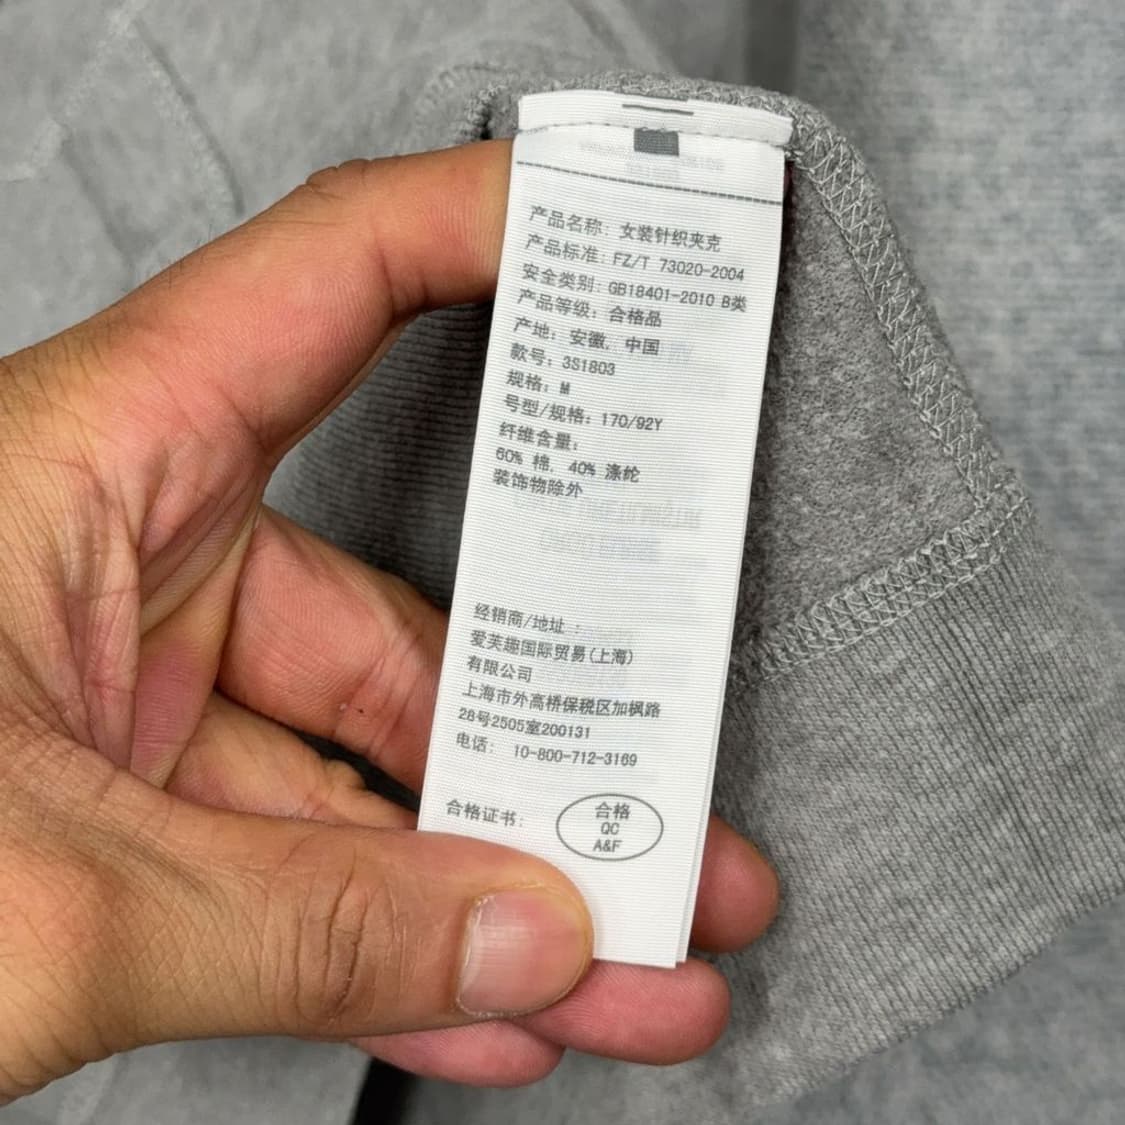 产品名称: 女装针织夹克
产品标准: FZ/T 73020-2004
安全类别: GB18401-2010 B类
产品等级: 合格品
产地: 安徽, 中国
款号: 3S1803
规格: M
号型/规格: 170/92Y
纤维含量:
60% 棉, 40% 涤纶
装饰物除外
经销商/地址 :
爱芙趣国际贸易(上海)
有限公司
上海市外高桥保税区加枫路
28号2505室200131
电话: 10-800-712-3169
合格证书:
合格
QC
A&F